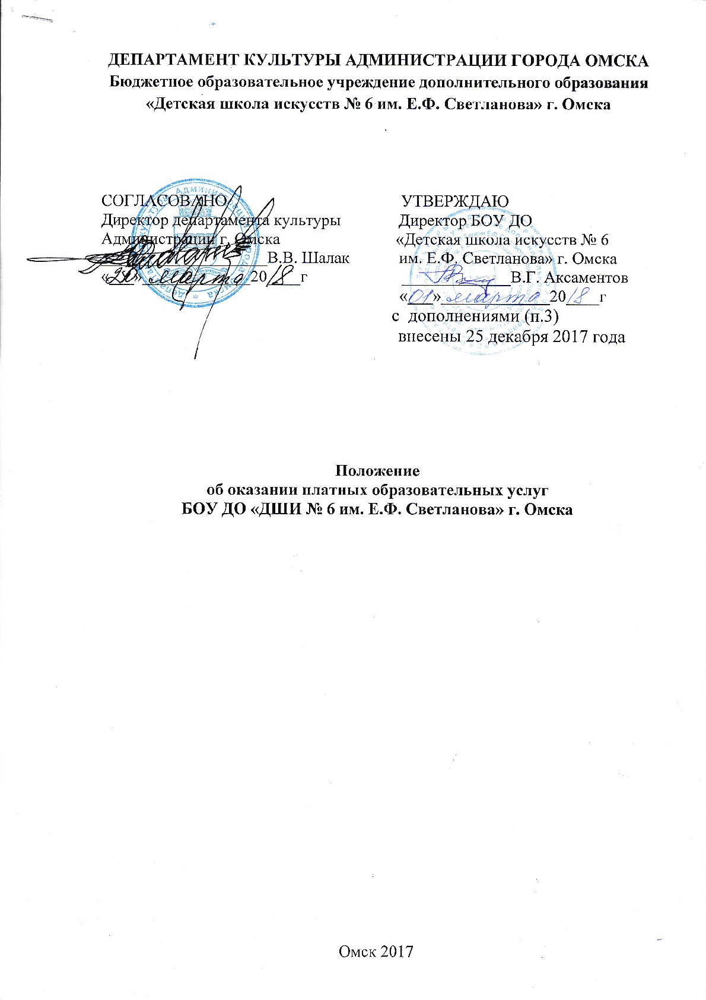 ДЕПАРТАМЕНТ КУЛЬТУРЫ АДМИНИСТРАЦИИ ГОРОДА ОМСКА
Бюджетное образовательное учреждение дополнительного образования
«Детская школа искусств № 6 им. Е.Ф. Светланова» г. Омска
СОГЛАСОВАНО
Директор департамента культуры
Администрации г. Омска
В.В. Шалак
« » марта 2018 г
УТВЕРЖДАЮ
Директор БОУ ДО
«Детская школа искусств № 6
им. Е.Ф. Светланова» г. Омска
В.Г. Аксаментов
«01» марта 2018 г
с дополнениями (п.3)
внесены 25 декабря 2017 года
Положение
об оказании платных образовательных услуг
БОУ ДО «ДШИ № 6 им. Е.Ф. Светланова» г. Омска
Омск 2017